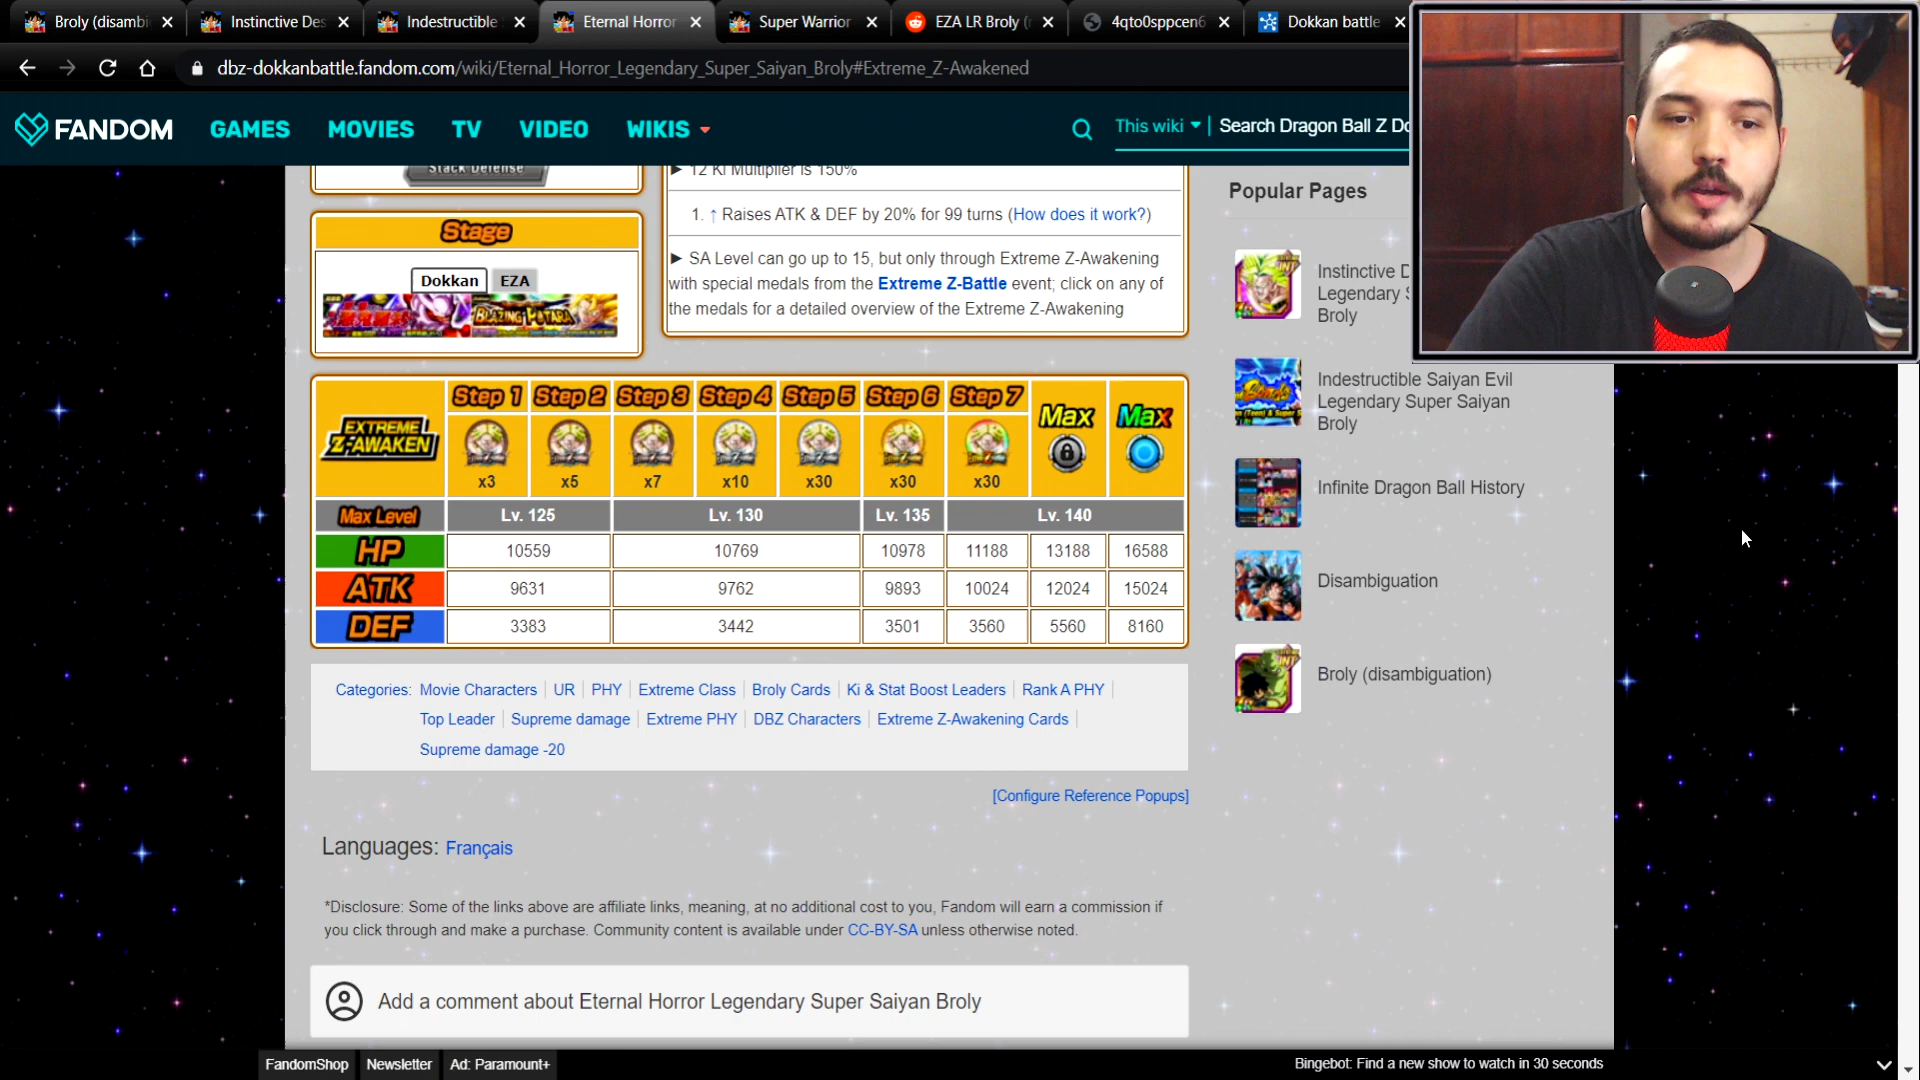 Broly (disambi
Instinctive Des
Indestructible
Eternal Horror
Super Warrior
EZA LR Broly (
4qto0sppcen6
Dokkan battle
dbz-dokkanbattle.fandom.com/wiki/Eternal_Horror_Legendary_Super_Saiyan_Broly#Extreme_Z-Awakened
FANDOM GAMES MOVIES TV VIDEO WIKIS
This wiki
Search Dragon Ball Z Do
Stack Defense
► 12 Ki Multiplier is 150%
1. ↑ Raises ATK & DEF by 20% for 99 turns (How does it work?)
► SA Level can go up to 15, but only through Extreme Z-Awakening
with special medals from the Extreme Z-Battle event; click on any of
the medals for a detailed overview of the Extreme Z-Awakening
Stage
Dokkan EZA
BLAZING POTARA
EXTREME
Z-AWAKEN
Step 1 Step 2 Step 3 Step 4 Step 5 Step 6 Step 7 Max Max
x3 x5 x7 x10 x30 x30 x30
Max Level Lv. 125 Lv. 130 Lv. 135 Lv. 140
HP 10559 10769 10978 11188 13188 16588
ATK 9631 9762 9893 10024 12024 15024
DEF 3383 3442 3501 3560 5560 8160
Categories: Movie Characters UR PHY Extreme Class Broly Cards Ki & Stat Boost Leaders Rank A PHY
Top Leader Supreme damage Extreme PHY DBZ Characters Extreme Z-Awakening Cards
Supreme damage -20
[Configure Reference Popups]
Languages: Français
*Disclosure: Some of the links above are affiliate links, meaning, at no additional cost to you, Fandom will earn a commission if
you click through and make a purchase. Community content is available under CC-BY-SA unless otherwise noted.
Add a comment about Eternal Horror Legendary Super Saiyan Broly
Popular Pages
Instinctive D
Legendary S
Broly
Indestructible Saiyan Evil
Legendary Super Saiyan
Broly
Infinite Dragon Ball History
Disambiguation
Broly (disambiguation)
FandomShop Newsletter Ad: Paramount+
Bingebot: Find a new show to watch in 30 seconds